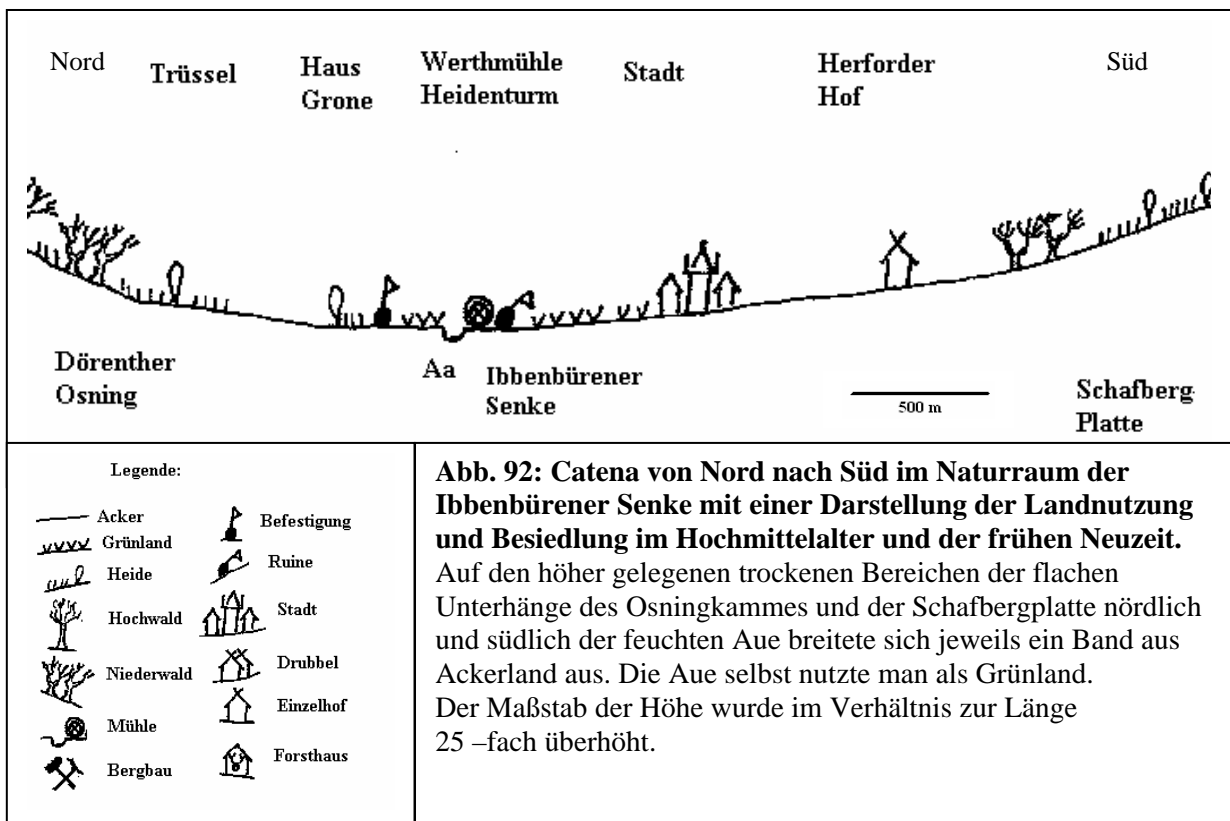 Nord
Trüssel
Haus
Grone
Werthmühle
Heidenturm
Stadt
Herforder
Hof
Süd
Dörenther
Osning
Aa
Ibbenbürener
Senke
500 m
Schafberg
Platte
Legende:
Acker
Grünland
Heide
Hochwald
Niederwald
Mühle
Bergbau
Befestigung
Ruine
Stadt
Drubbel
Einzelhof
Forsthaus
Abb. 92: Catena von Nord nach Süd im Naturraum der
Ibbenbürener Senke mit einer Darstellung der Landnutzung
und Besiedlung im Hochmittelalter und der frühen Neuzeit.
Auf den höher gelegenen trockenen Bereichen der flachen
Unterhänge des Osningkammes und der Schafbergplatte nördlich
und südlich der feuchten Aue breitete sich jeweils ein Band aus
Ackerland aus. Die Aue selbst nutzte man als Grünland.
Der Maßstab der Höhe wurde im Verhältnis zur Länge
25 –fach überhöht.